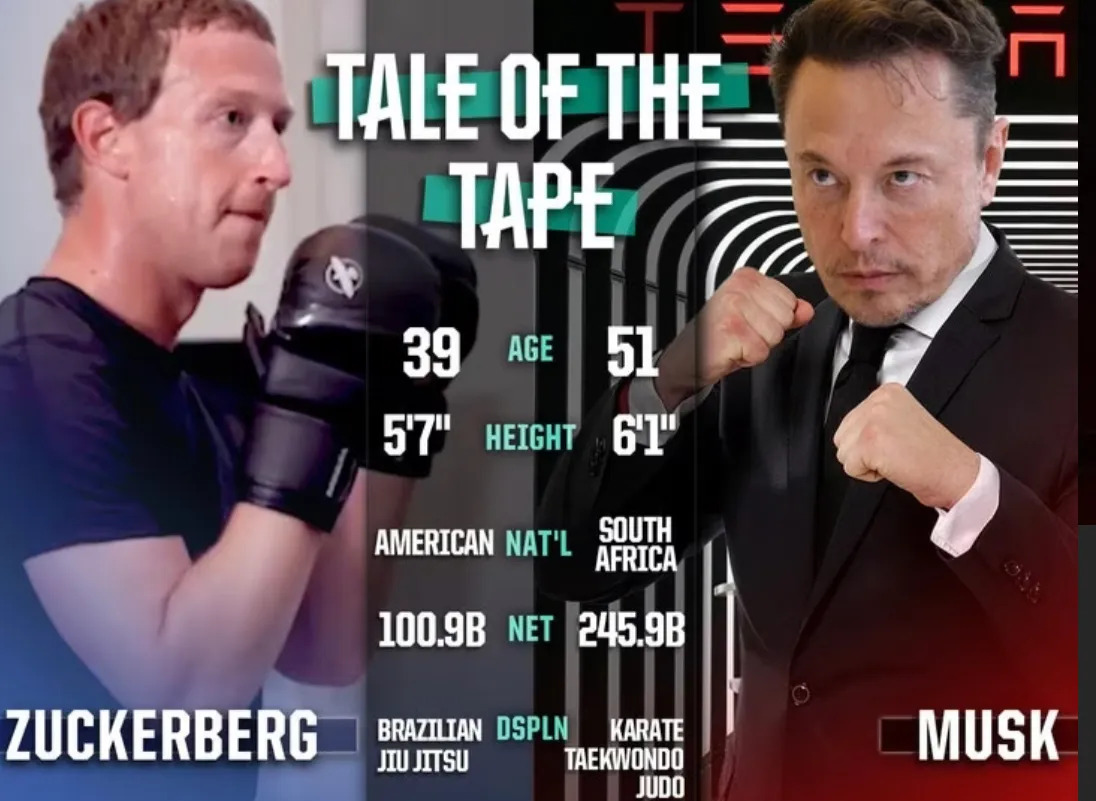 TESLA
TALE OF THE
TAPE
39 AGE 51
5'7" HEIGHT 6'1"
AMERICAN NAT'L SOUTH
AFRICA
100.9B NET 245.9B
BRAZILIAN DSPLN KARATE
JIU JITSU TAEKWONDO
JUDO
ZUCKERBERG
MUSK